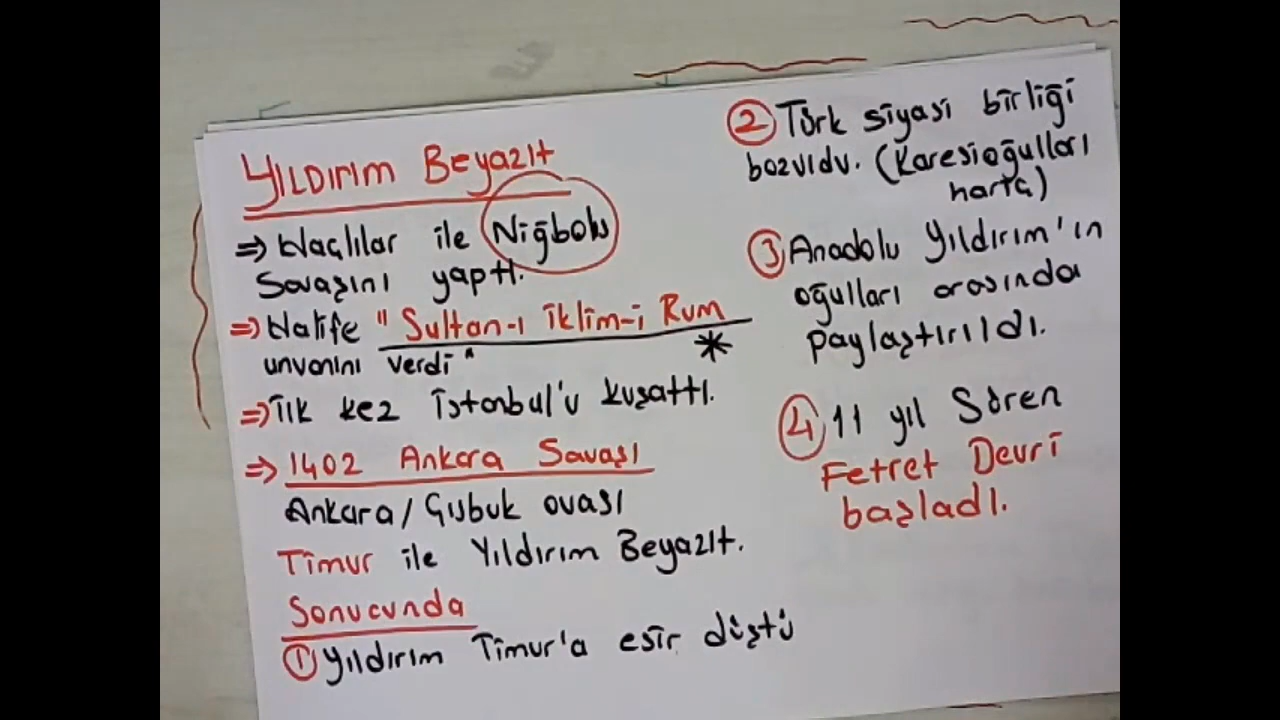 YILDIRIM Beyazıt
⇒ Haçlılar ile Niğbolu
Savaşını yaptı.
⇒ Halife "Sultan-ı İklim-i Rum
unvanını verdi"
*
⇒ İlk kez İstanbul'u kuşattı.
⇒ 1402 Ankara Savaşı
Ankara/Çubuk ovası
Timur ile Yıldırım Beyazıt.
Sonucunda
① Yıldırım Timur'a esir düştü
② Türk siyasi birliği
bozuldu. (Karesioğulları
hariç)
③ Anadolu Yıldırım'ın
oğulları arasında
paylaştırıldı.
④ 11 yıl Süren
Fetret Devri
başladı.